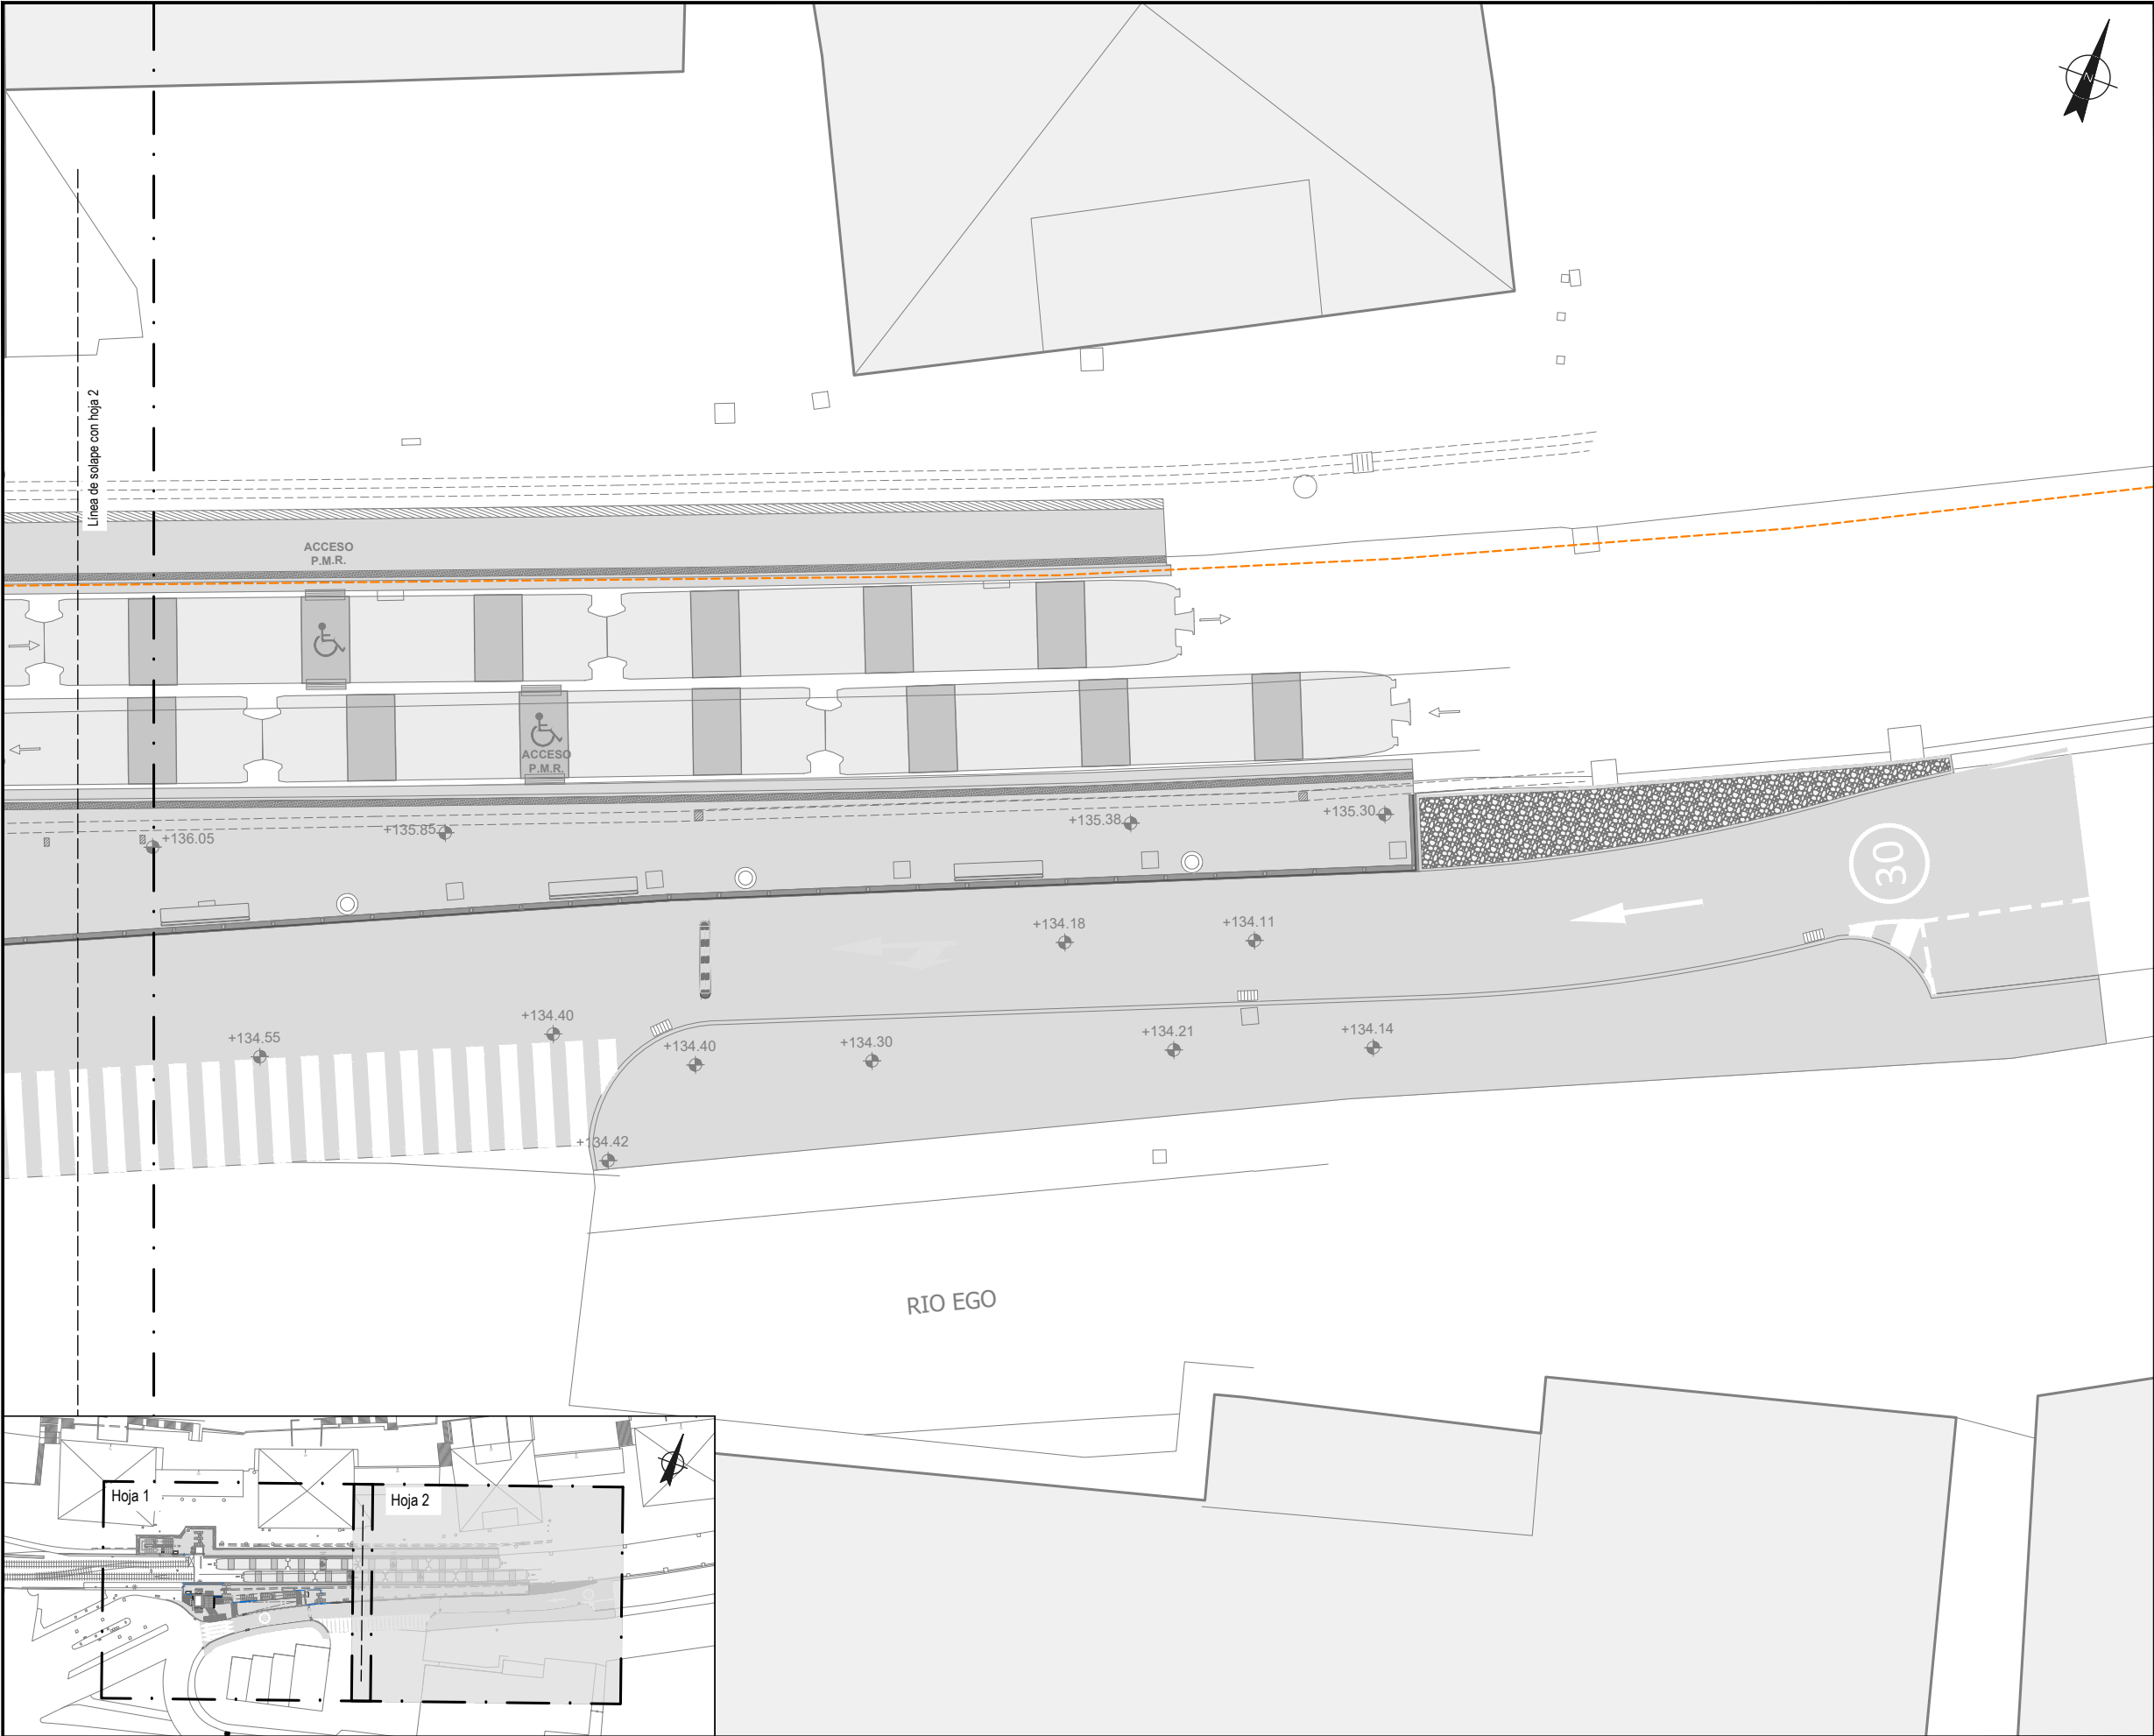 N
Línea de solape con hoja 2
ACCESO
P.M.R.
ACCESO
P.M.R.
+136.05
+135.85
+135.38
+135.30
30
+134.18
+134.11
+134.55
+134.40
+134.40
+134.30
+134.21
+134.14
+134.42
RIO EGO
Hoja 1
Hoja 2